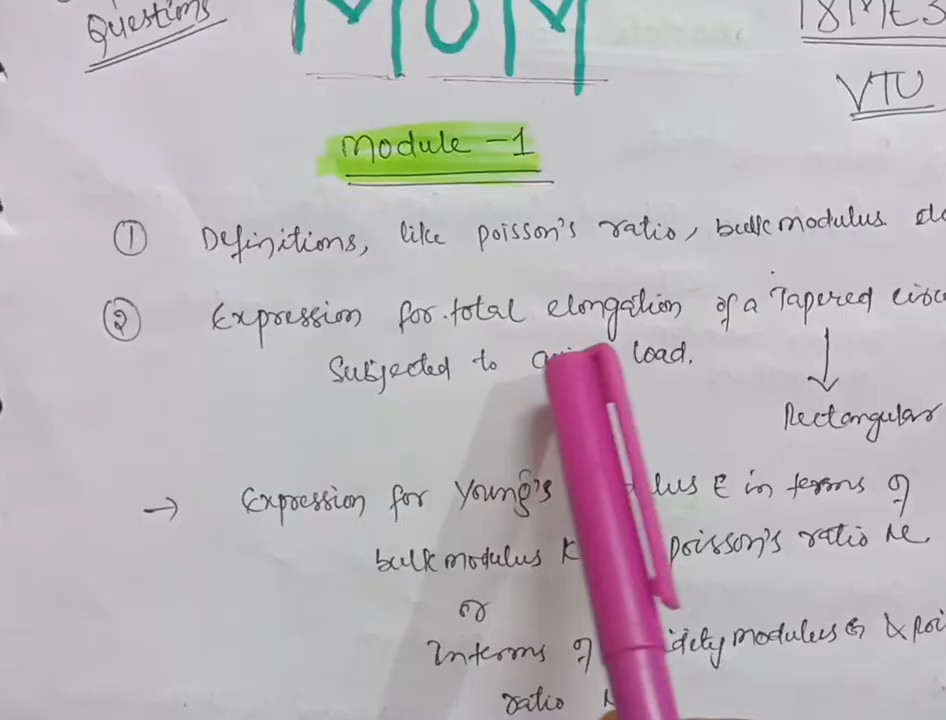 Questions
MOM
18ME3
VTU
Module - 1
① Definitions, like poisson's ratio, bulk modulus
② Expression for total elongation of a Tapered
Subjected to load.
Rectangular
→ Expression for Young's E in terms of
bulk modulus K poisson's ratio μ.
or
Interms of modulus G &
ratio